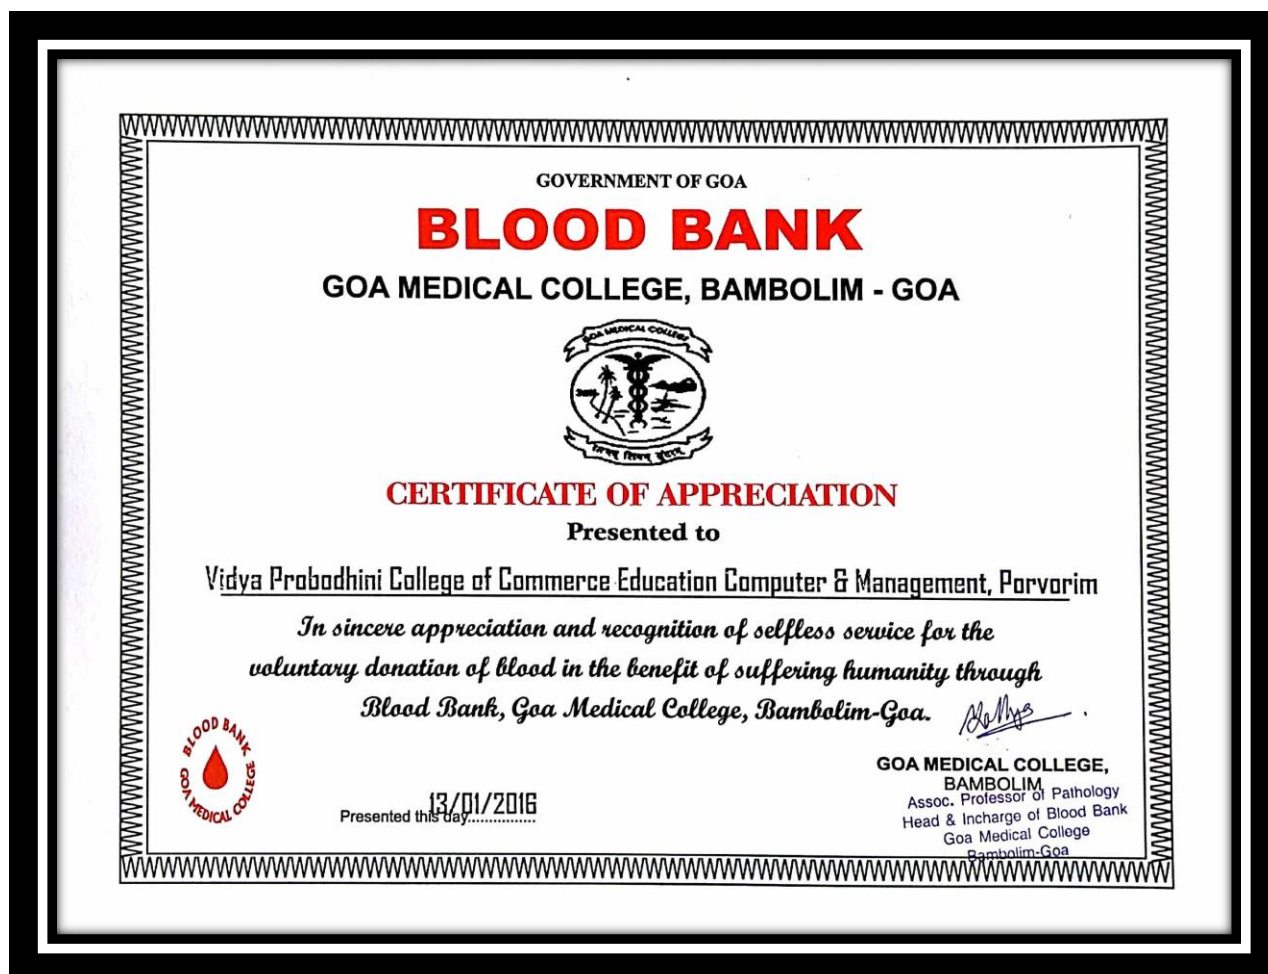 GOVERNMENT OF GOA
BLOOD BANK
GOA MEDICAL COLLEGE, BAMBOLIM - GOA
GOA MEDICAL COLLEGE
CERTIFICATE OF APPRECIATION
Presented to
Vidya Probodhini College of Commerce Education Computer & Management, Porvorim
In sincere appreciation and recognition of selfless service for the
voluntary donation of blood in the benefit of suffering humanity through
Blood Bank, Goa Medical College, Bambolim-Goa.
BLOOD BANK
GOA MEDICAL COLLEGE
Presented this day 13/01/2016
GOA MEDICAL COLLEGE,
BAMBOLIM
Assoc. Professor of Pathology
Head & Incharge of Blood Bank
Goa Medical College
Bambolim-Goa